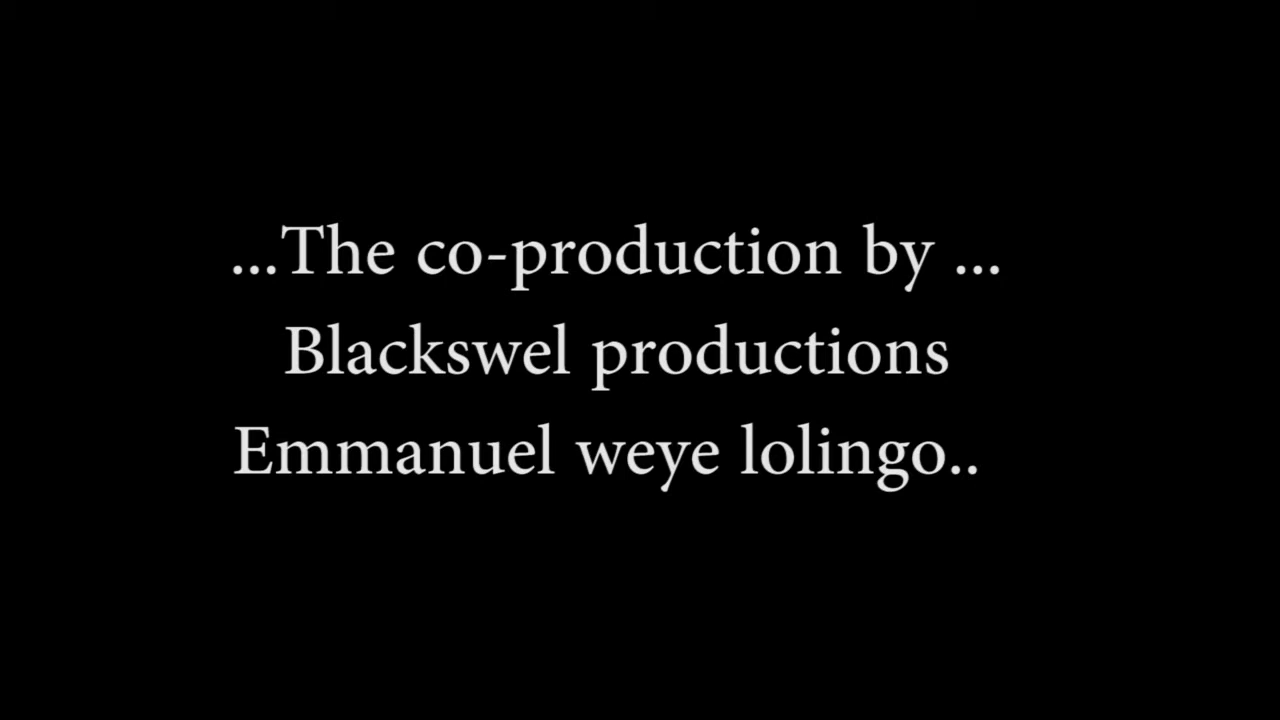 ...The co-production by ...
Blackswel productions
Emmanuel weye lolingo..